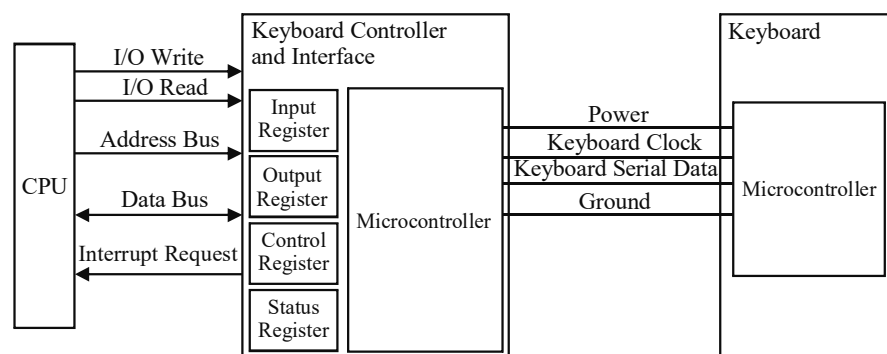 CPU
I/O Write
I/O Read
Address Bus
Data Bus
Interrupt Request
Keyboard Controller
and Interface
Input
Register
Output
Register
Control
Register
Status
Register
Microcontroller
Power
Keyboard Clock
Keyboard Serial Data
Ground
Keyboard
Microcontroller